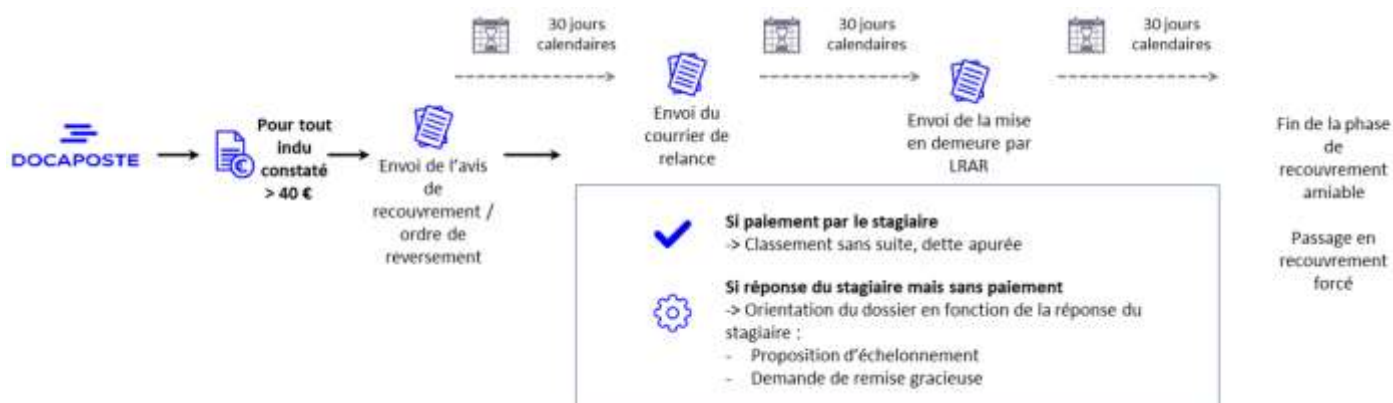 30 jours
calendaires
30 jours
calendaires
30 jours
calendaires
DOCAPOSTE
Pour tout
indu
constaté
> 40 €
Envoi de l'avis
de
recouvrement /
ordre de
reversement
Envoi du
courrier de
relance
Envoi de la mise
en demeure par
LRAR
Fin de la phase
de
recouvrement
amiable
Passage en
recouvrement
forcé
Si paiement par le stagiaire
-> Classement sans suite, dette apurée
Si réponse du stagiaire mais sans paiement
-> Orientation du dossier en fonction de la réponse du
stagiaire :
- Proposition d'échelonnement
- Demande de remise gracieuse